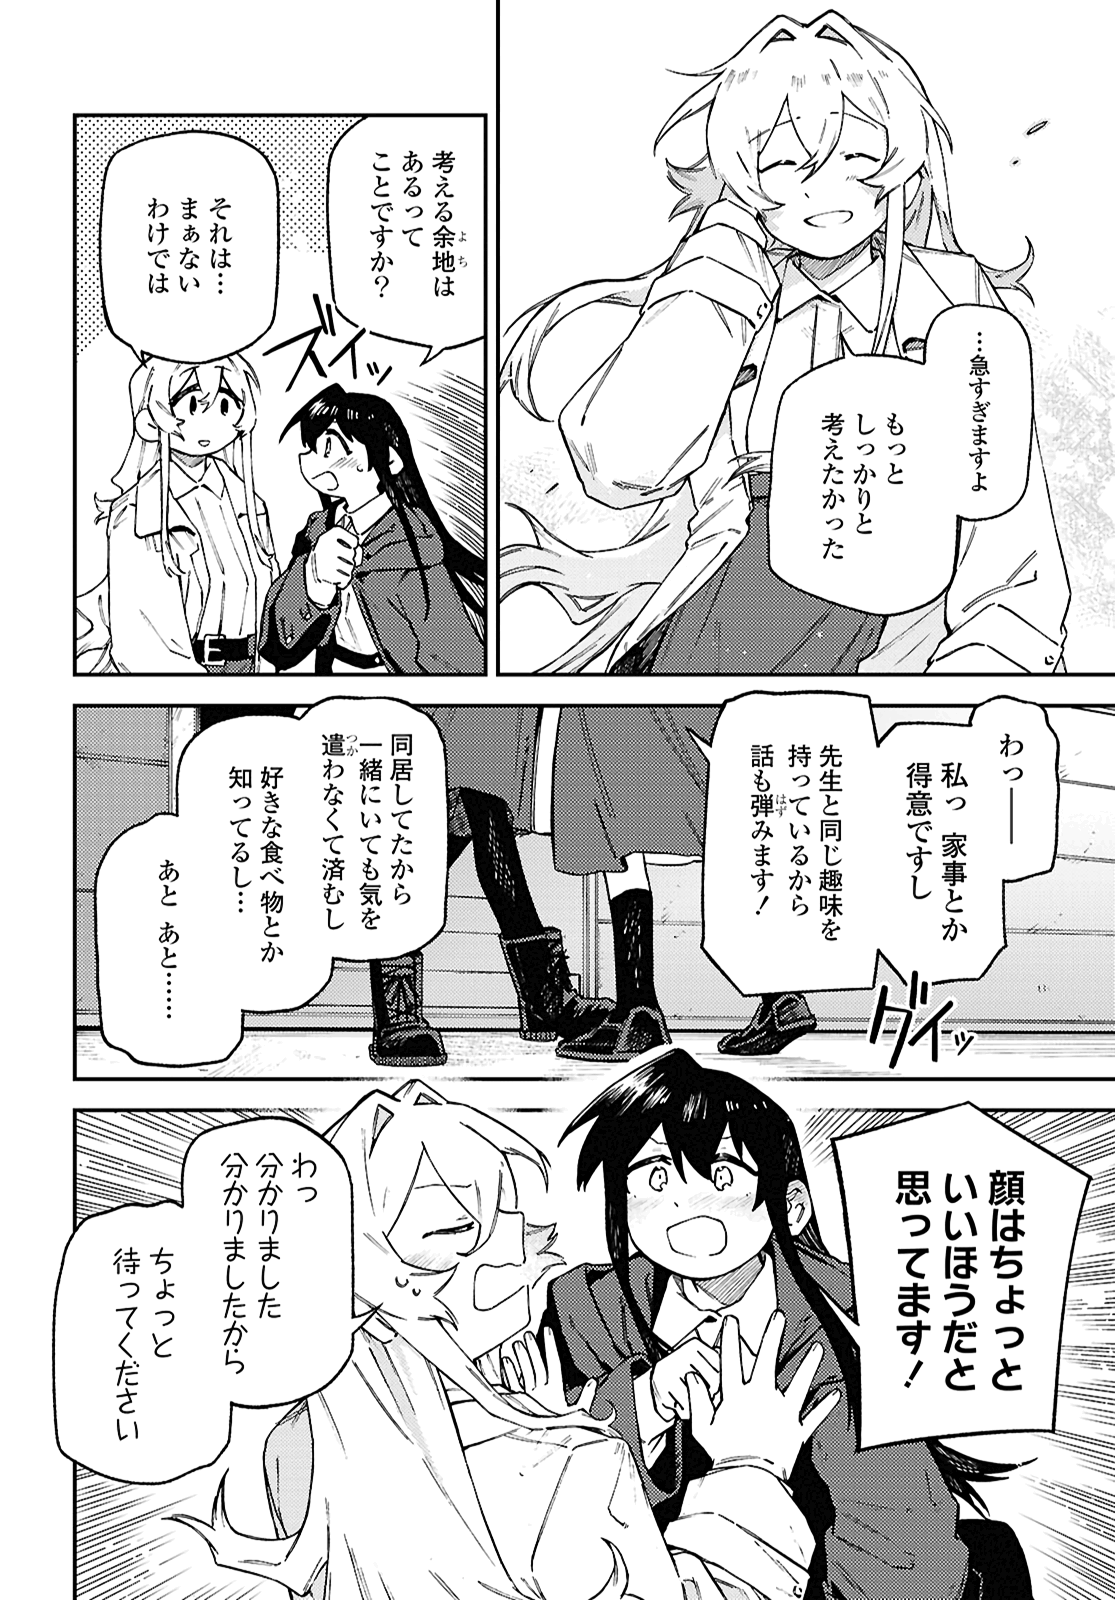 …急すぎますよ
もっと
しっかりと
考えたかった
考える余地は
よち
あるって
ことですか？
ズイッ
それは…
まぁない
わけでは
わっ──
私っ 家事とか
得意ですし
先生と同じ趣味を
持っているから
話も弾みます！
はず
グイッ
同居してたから
一緒にいても気を
遣わなくて済むし
つか
好きな食べ物とか
知ってるし…
あと あと……
顔はちょっと
いいほうだと
思ってます！
わっ
分かりました
分かりましたから
ちょっと
待ってください